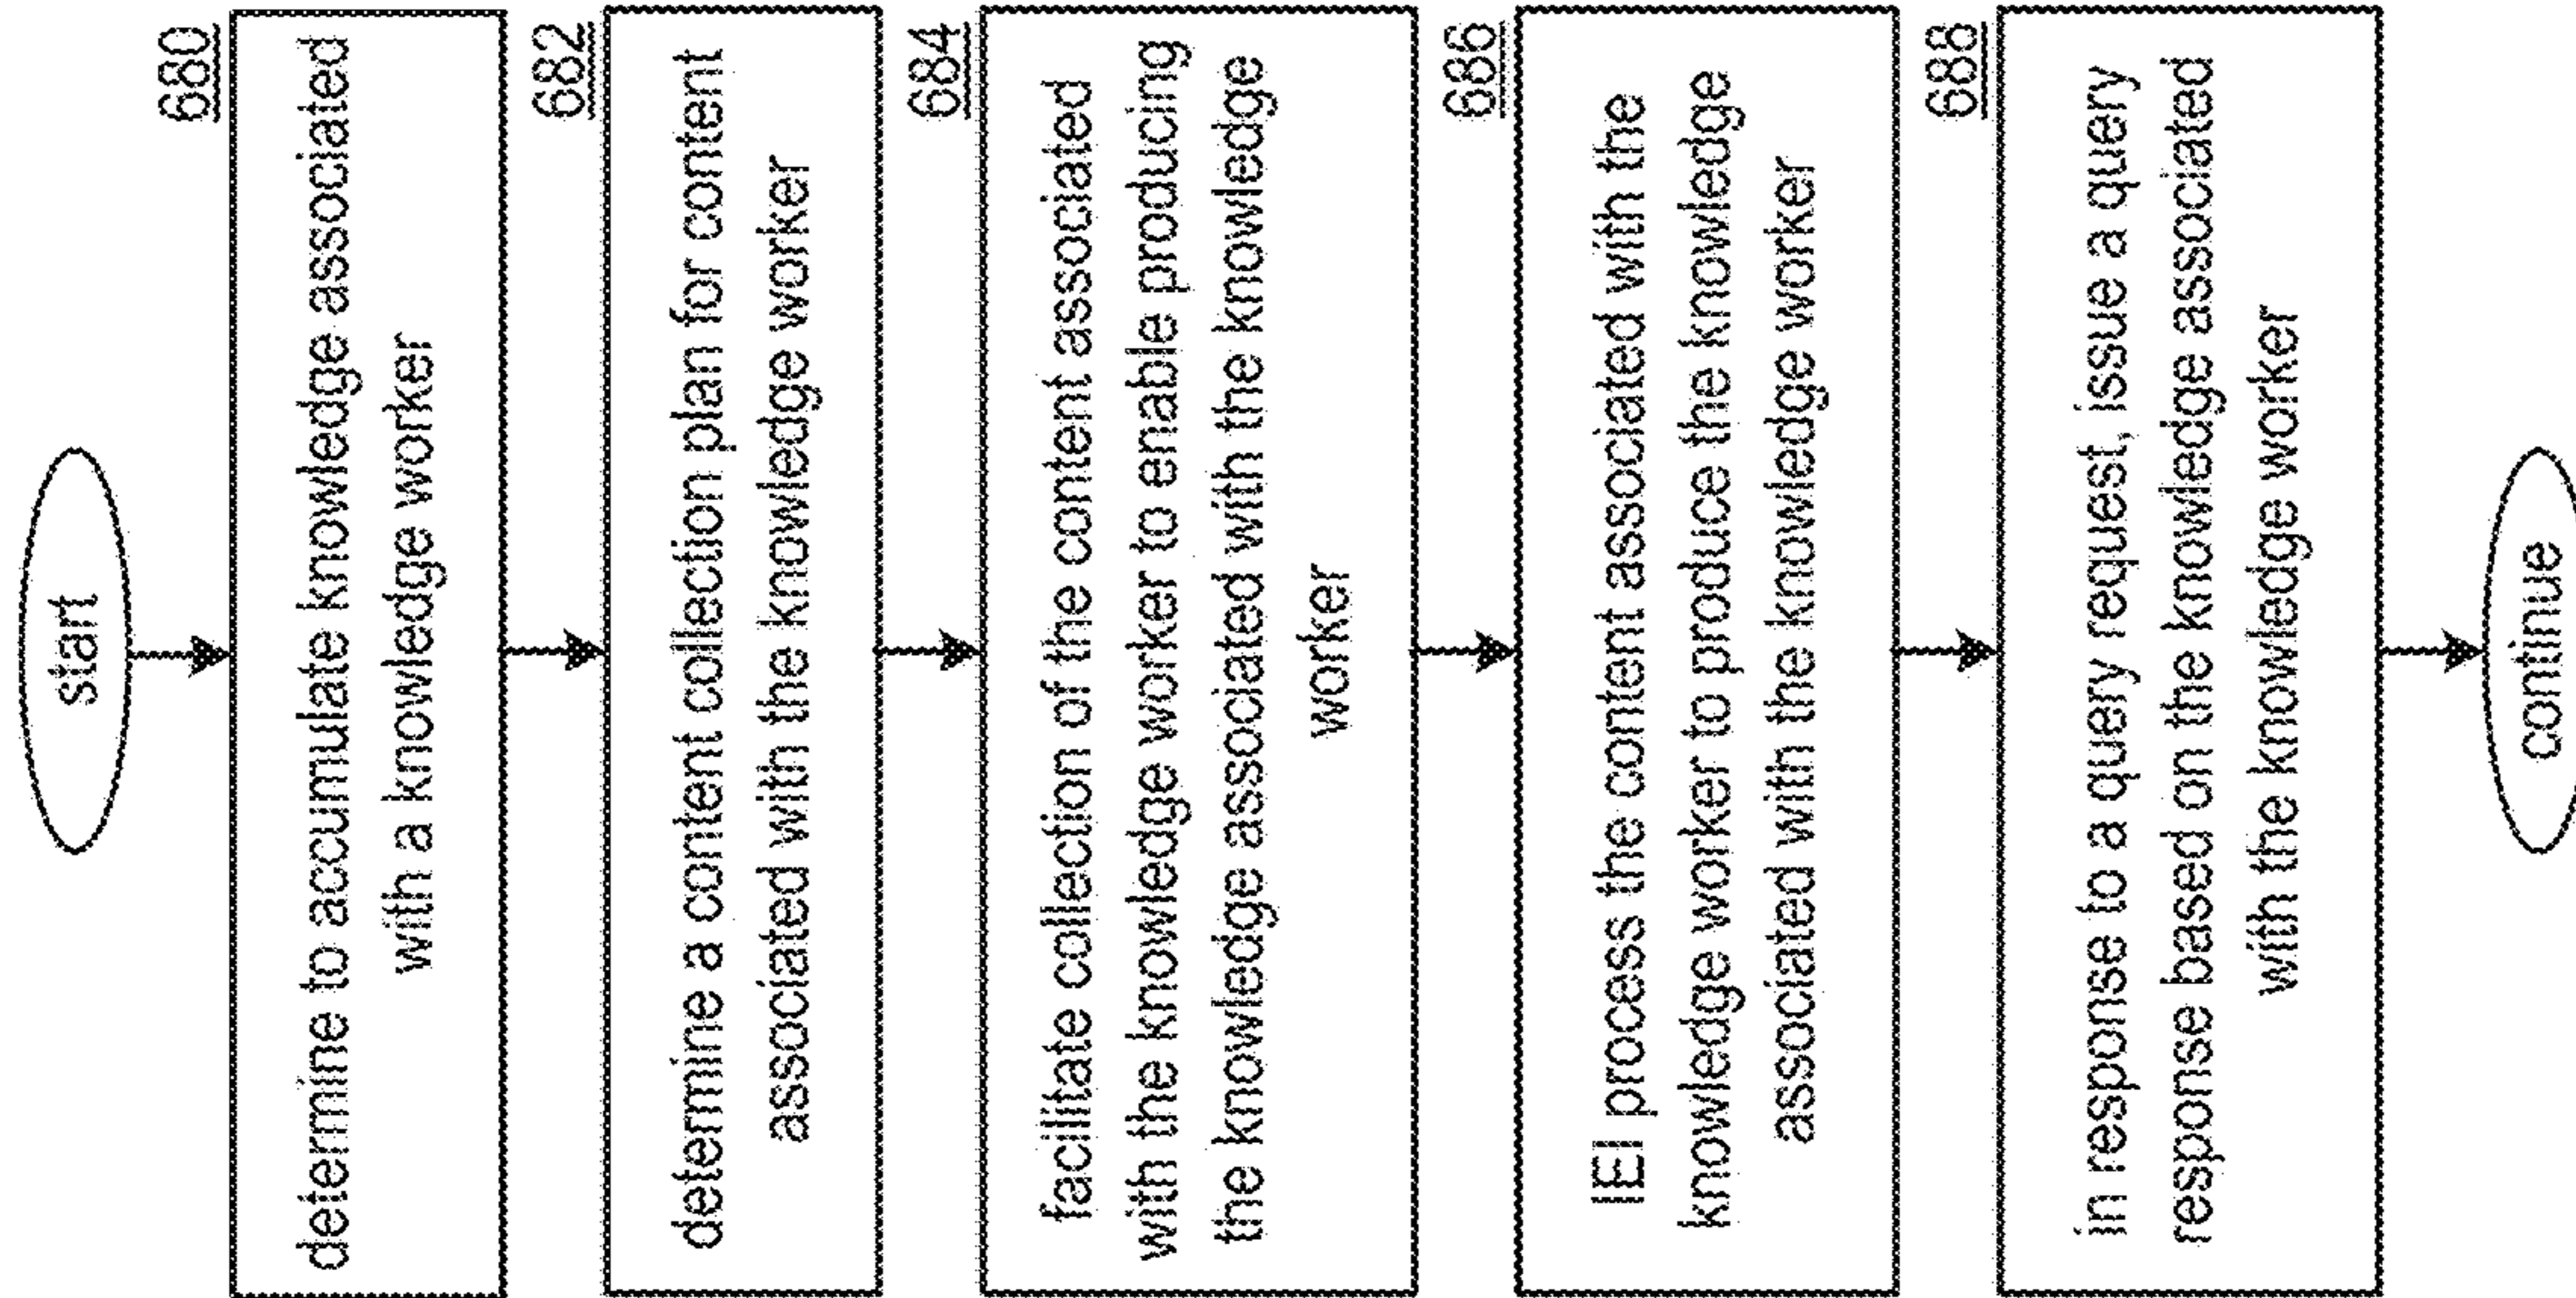 start
680
determine to accumulate knowledge associated
with a knowledge worker
682
determine a content collection plan for content
associated with the knowledge worker
684
facilitate collection of the content associated
with the knowledge worker to enable producing
the knowledge associated with the knowledge
worker
686
IEI process the content associated with the
knowledge worker to produce the knowledge
associated with the knowledge worker
688
in response to a query request, issue a query
response based on the knowledge associated
with the knowledge worker
continue